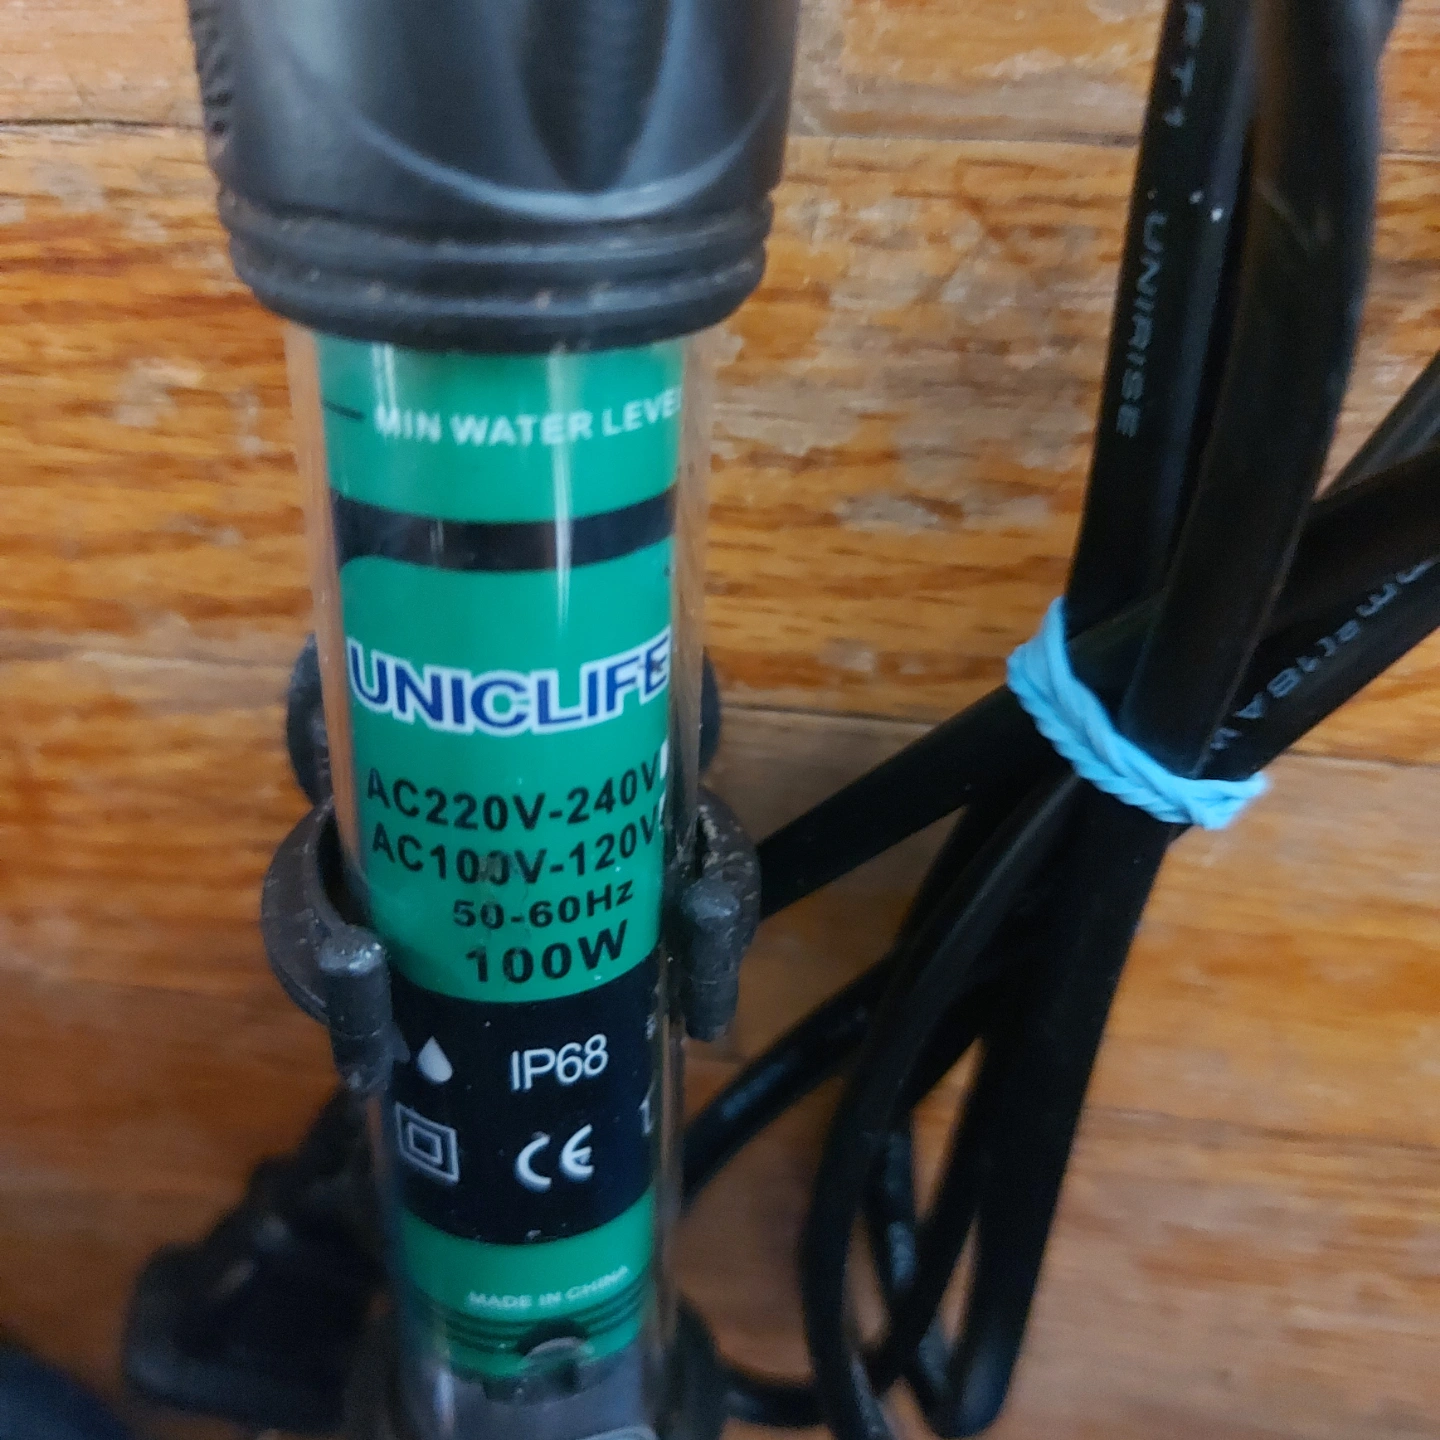 MIN WATER LEVE
UNICLIFE
AC220V-240V
AC100V-120V
50-60Hz
100W
IP68
CE
MADE IN CHINA
UNIRISE